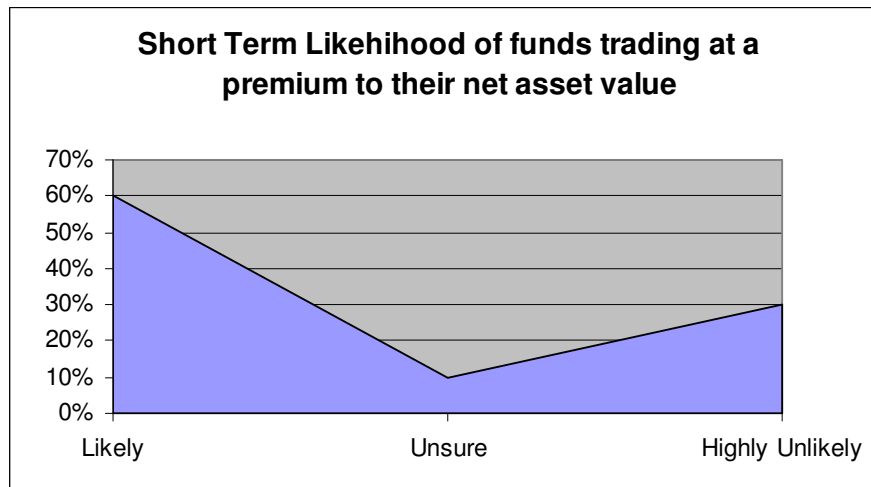 Short Term Likehihood of funds trading at a
premium to their net asset value
70%
60%
50%
40%
30%
20%
10%
0%
Likely Unsure Highly Unlikely